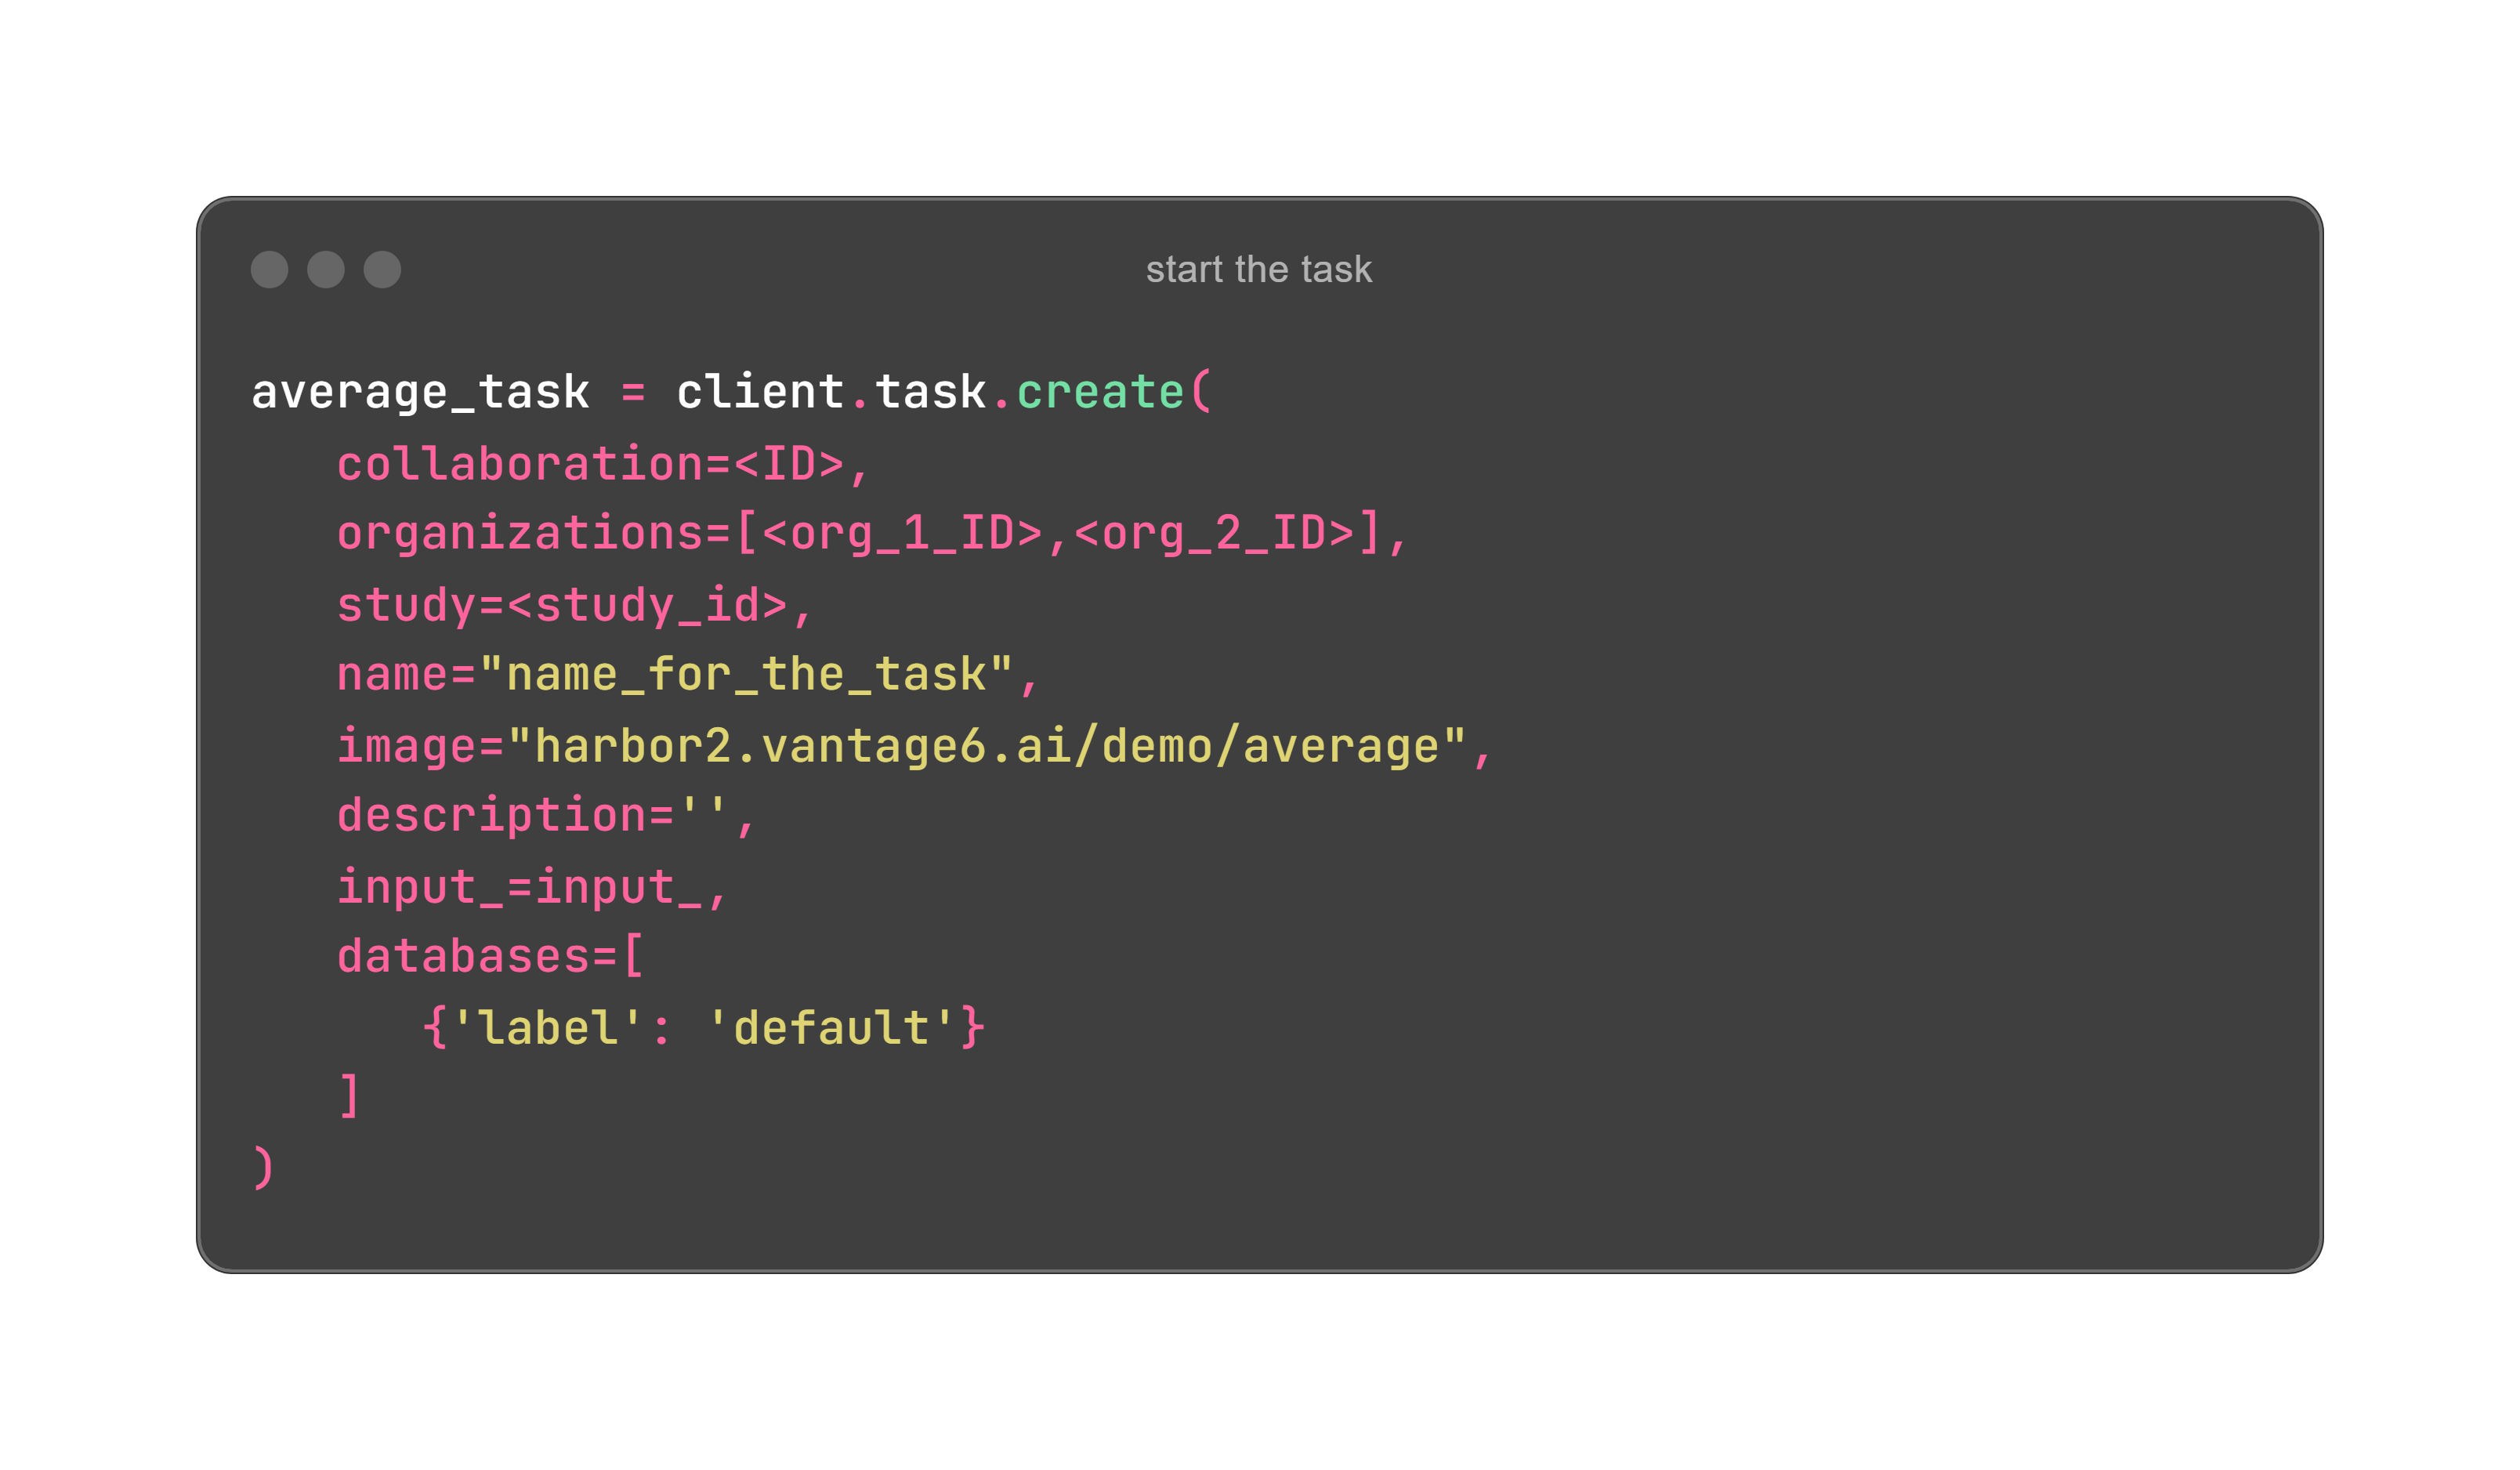 start the task
average_task = client.task.create(
   collaboration=<ID>,
   organizations=[<org_1_ID>,<org_2_ID>],
   study=<study_id>,
   name="name_for_the_task",
   image="harbor2.vantage6.ai/demo/average",
   description='',
   input_=input_,
   databases=[
      {'label': 'default'}
   ]
)